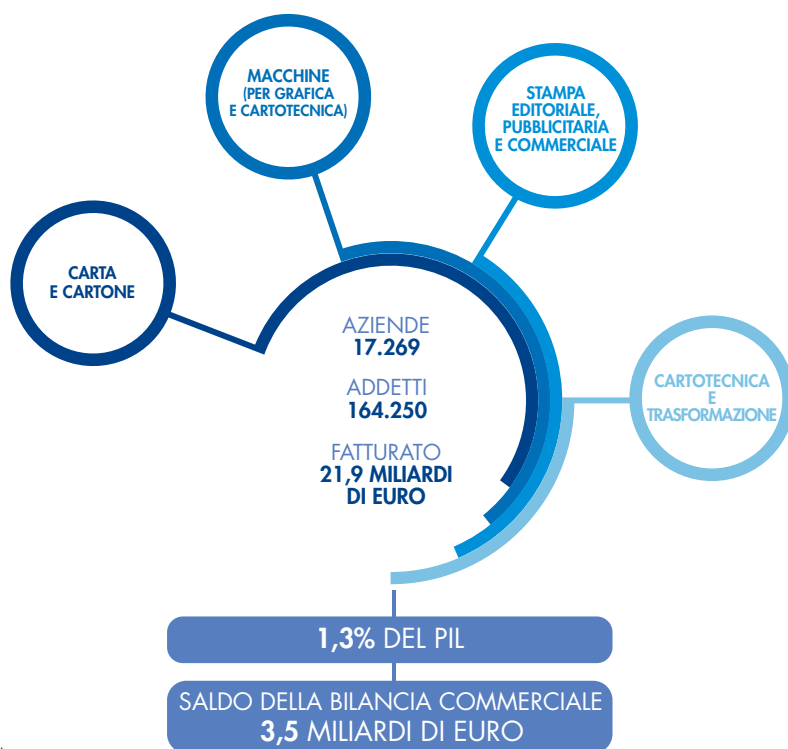 MACCHINE
(PER GRAFICA
E CARTOTECNICA)
STAMPA
EDITORIALE,
PUBBLICITARIA
E COMMERCIALE
CARTA
E CARTONE
AZIENDE
17.269
ADDETTI
164.250
FATTURATO
21,9 MILIARDI
DI EURO
CARTOTECNICA
E
TRASFORMAZIONE
1,3% DEL PIL
SALDO DELLA BILANCIA COMMERCIALE
3,5 MILIARDI DI EURO